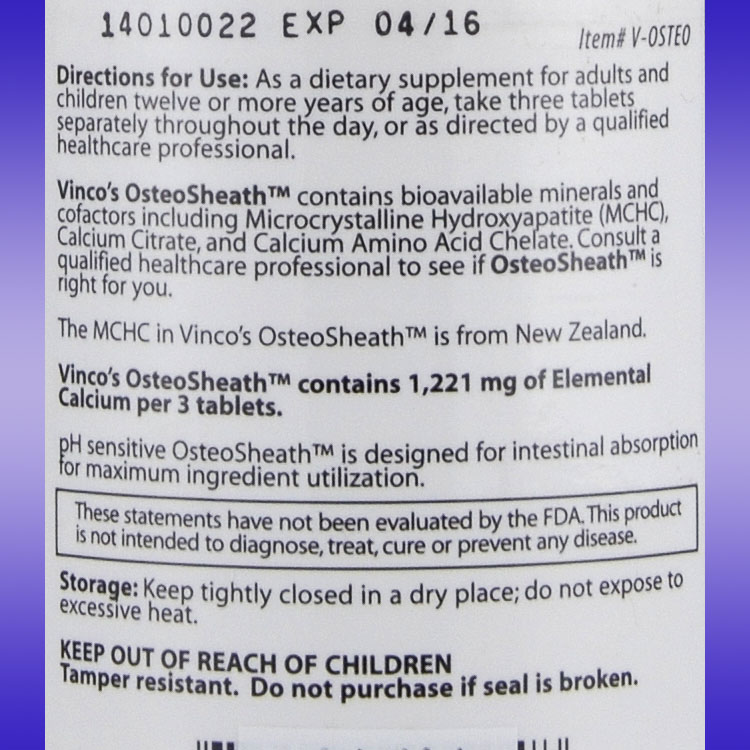 14010022 EXP 04/16
Item# V-OSTEO
Directions for Use: As a dietary supplement for adults and
children twelve or more years of age, take three tablets
separately throughout the day, or as directed by a qualified
healthcare professional.
Vinco's OsteoSheath™ contains bioavailable minerals and
cofactors including Microcrystalline Hydroxyapatite (MCHC),
Calcium Citrate, and Calcium Amino Acid Chelate. Consult a
qualified healthcare professional to see if OsteoSheath™ is
right for you.
The MCHC in Vinco's OsteoSheath™ is from New Zealand.
Vinco's OsteoSheath™ contains 1,221 mg of Elemental
Calcium per 3 tablets.
pH sensitive OsteoSheath™ is designed for intestinal absorption
for maximum ingredient utilization.
These statements have not been evaluated by the FDA. This product
is not intended to diagnose, treat, cure or prevent any disease.
Storage: Keep tightly closed in a dry place; do not expose to
excessive heat.
KEEP OUT OF REACH OF CHILDREN
Tamper resistant. Do not purchase if seal is broken.